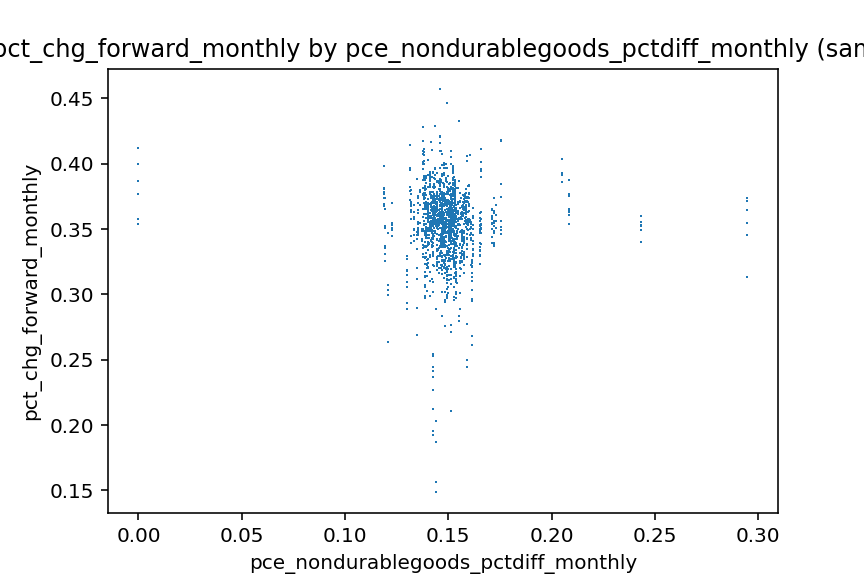 pct_chg_forward_monthly by pce_nondurablegoods_pctdiff_monthly (sam
0.45
0.40
0.35
0.30
0.25
0.20
0.15
pct_chg_forward_monthly
0.00 0.05 0.10 0.15 0.20 0.25 0.30
pce_nondurablegoods_pctdiff_monthly